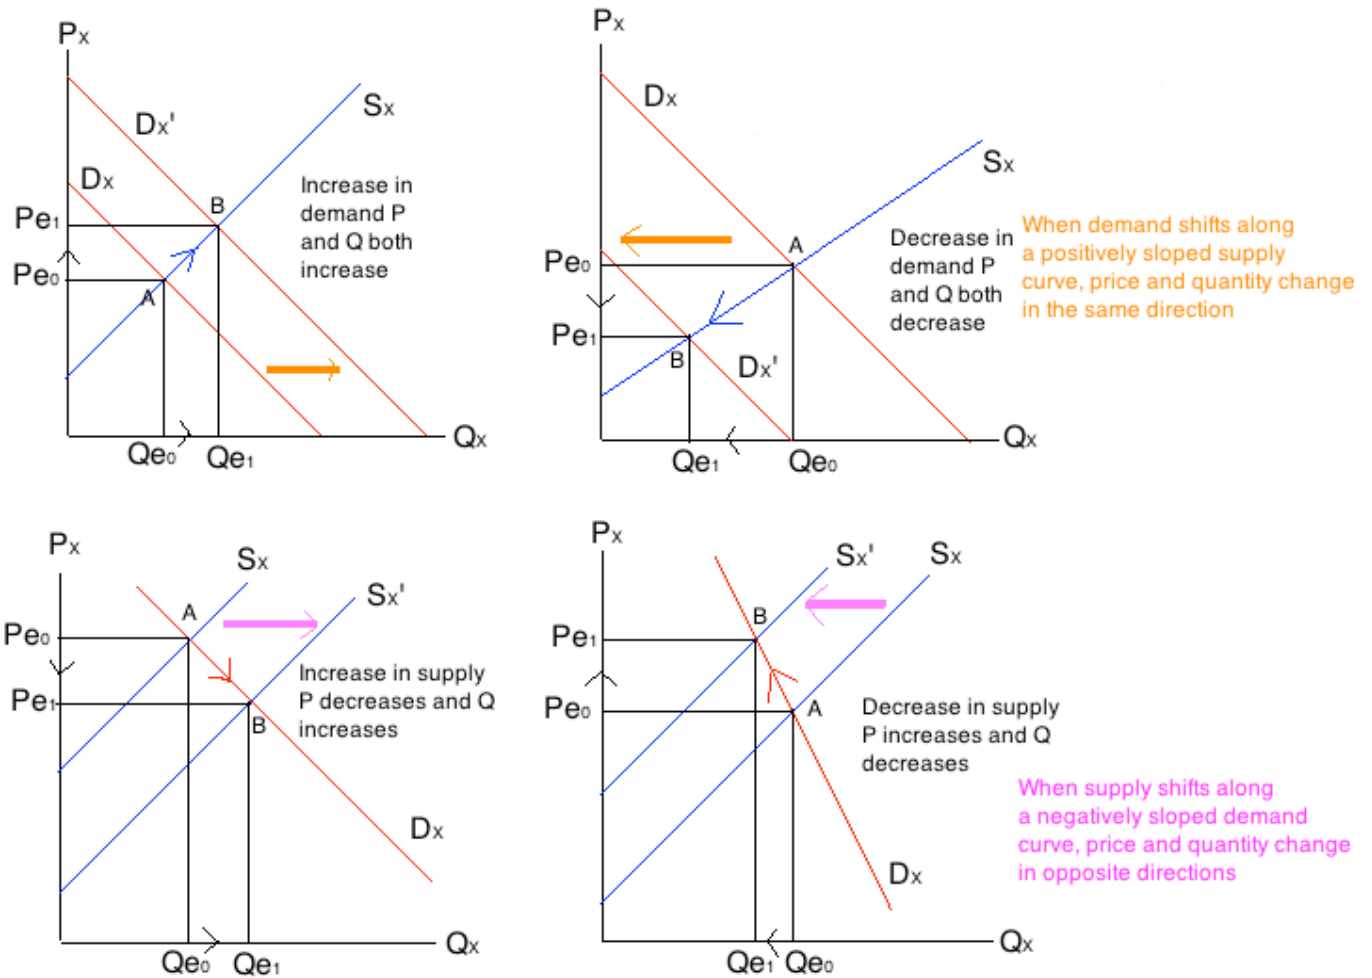 Px
Dx'
Sx
Dx
Increase in
demand P
and Q both
increase
B
Pe1
Pe0
A
Qx
Qe0
Qe1
Px
Dx
Sx
A
Pe0
Decrease in
demand P
and Q both
decrease
Pe1
B
Dx'
Qx
Qe1
Qe0
When demand shifts along
a positively sloped supply
curve, price and quantity change
in the same direction
Px
Sx
Sx'
A
Pe0
Increase in supply
P decreases and Q
increases
Pe1
B
Dx
Qx
Qe0
Qe1
Px
Sx'
Sx
B
Pe1
Pe0
A
Decrease in supply
P increases and Q
decreases
Dx
Qx
Qe1
Qe0
When supply shifts along
a negatively sloped demand
curve, price and quantity change
in opposite directions